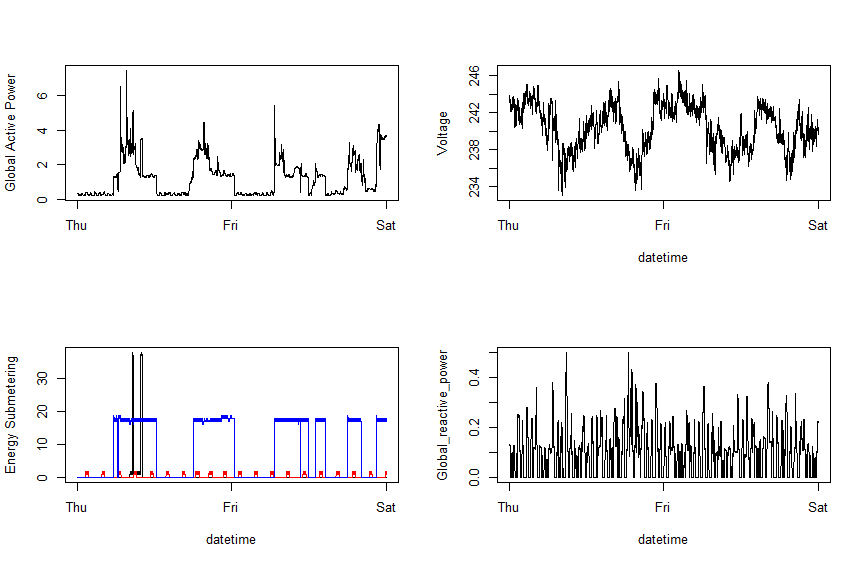 Global Active Power
0 2 4 6
Thu Fri Sat
Voltage
234 238 242 246
Thu Fri Sat
datetime
Energy Submetering
0 10 20 30
Thu Fri Sat
datetime
Global_reactive_power
0.0 0.2 0.4
Thu Fri Sat
datetime